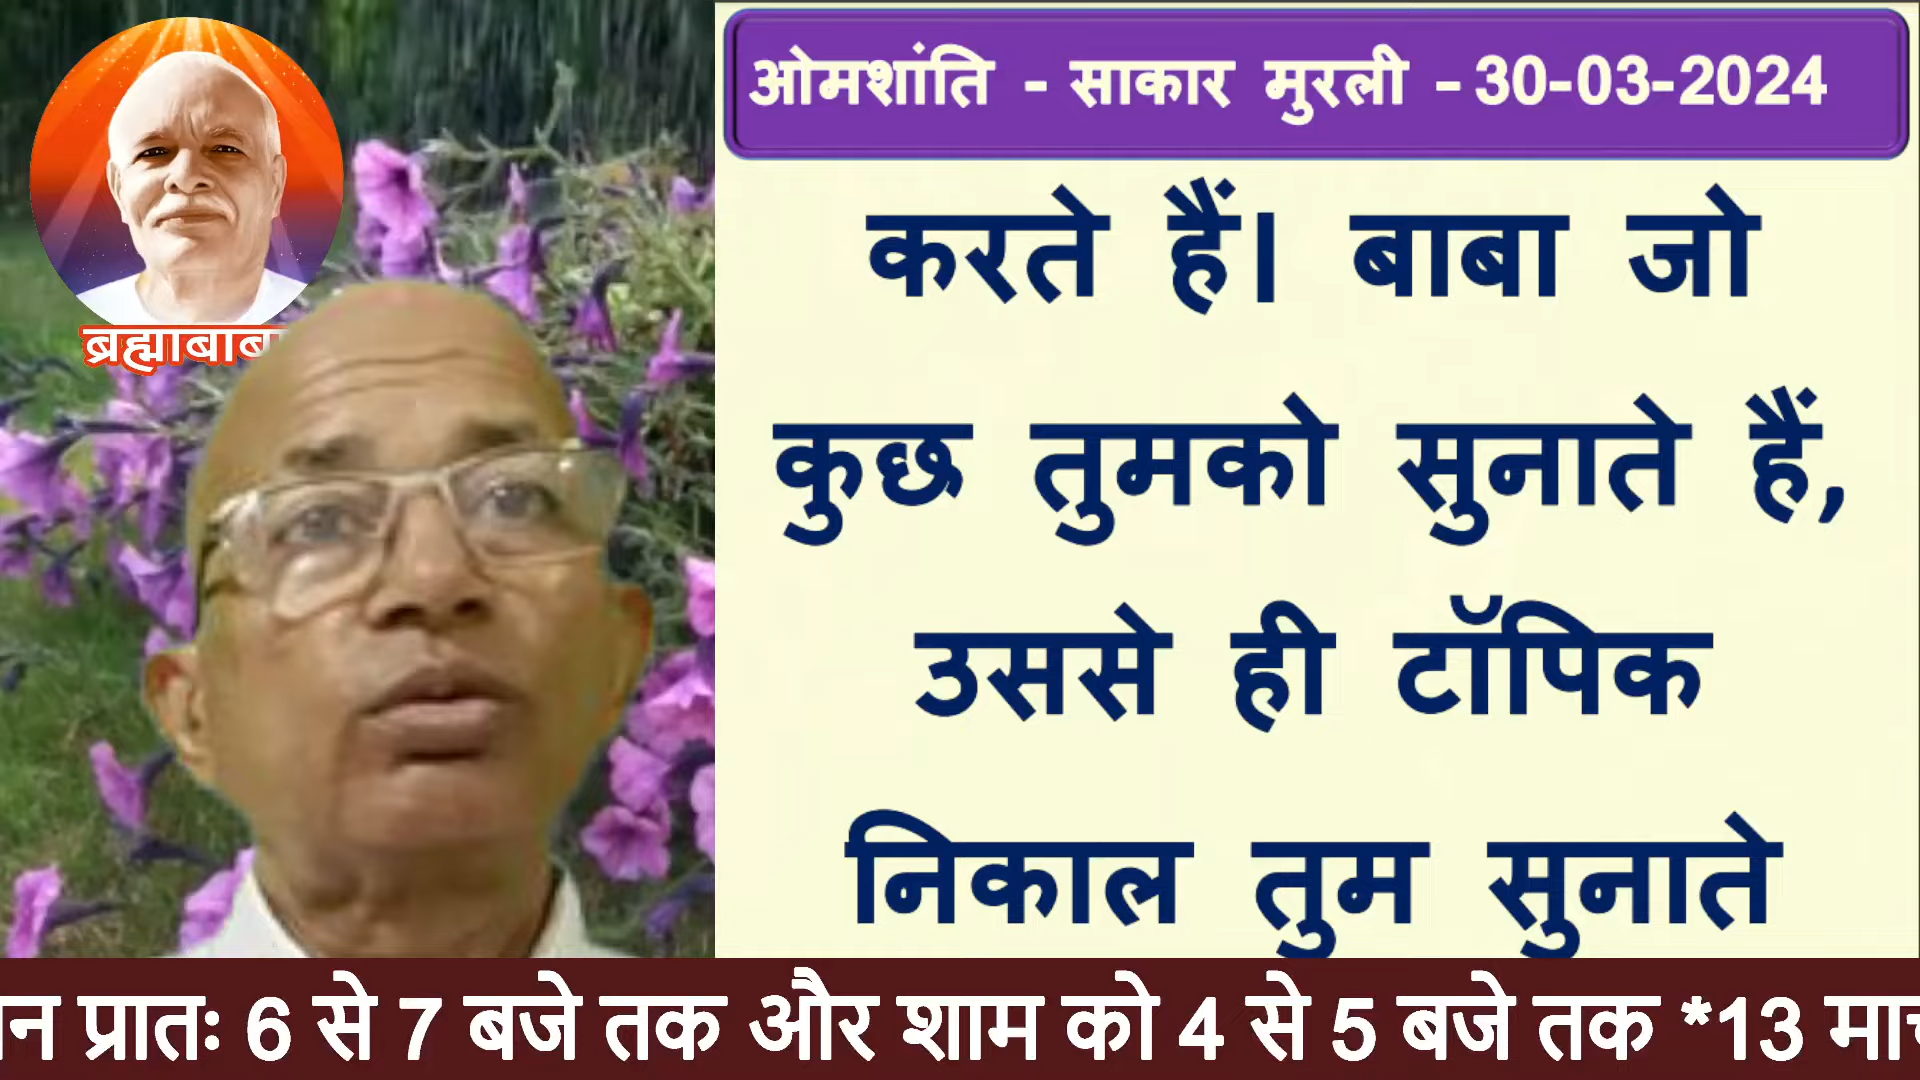 ओमशांति - साकार मुरली - 30-03-2024
ब्रह्माबाबा
करते हैं। बाबा जो
कुछ तुमको सुनाते हैं,
उससे ही टॉपिक
निकाल तुम सुनाते
प्रातः 6 से 7 बजे तक और शाम को 4 से 5 बजे तक *13